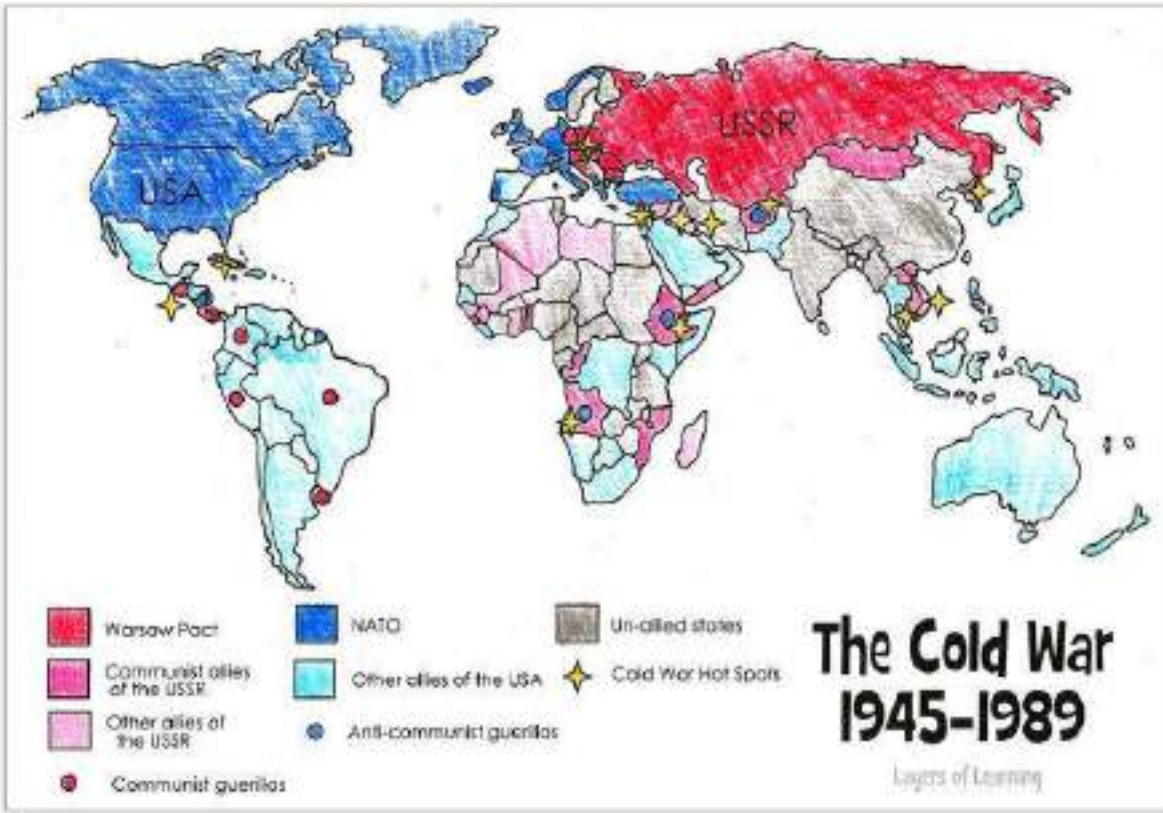 USA
USSR
Warsaw Pact
Communist allies
of the USSR
Other allies of
the USSR
Communist guerillas
NATO
Other allies of the USA
Anti-communist guerillas
Un-allied states
Cold War Hot Spots
The Cold War
1945-1989
Layers of Learning